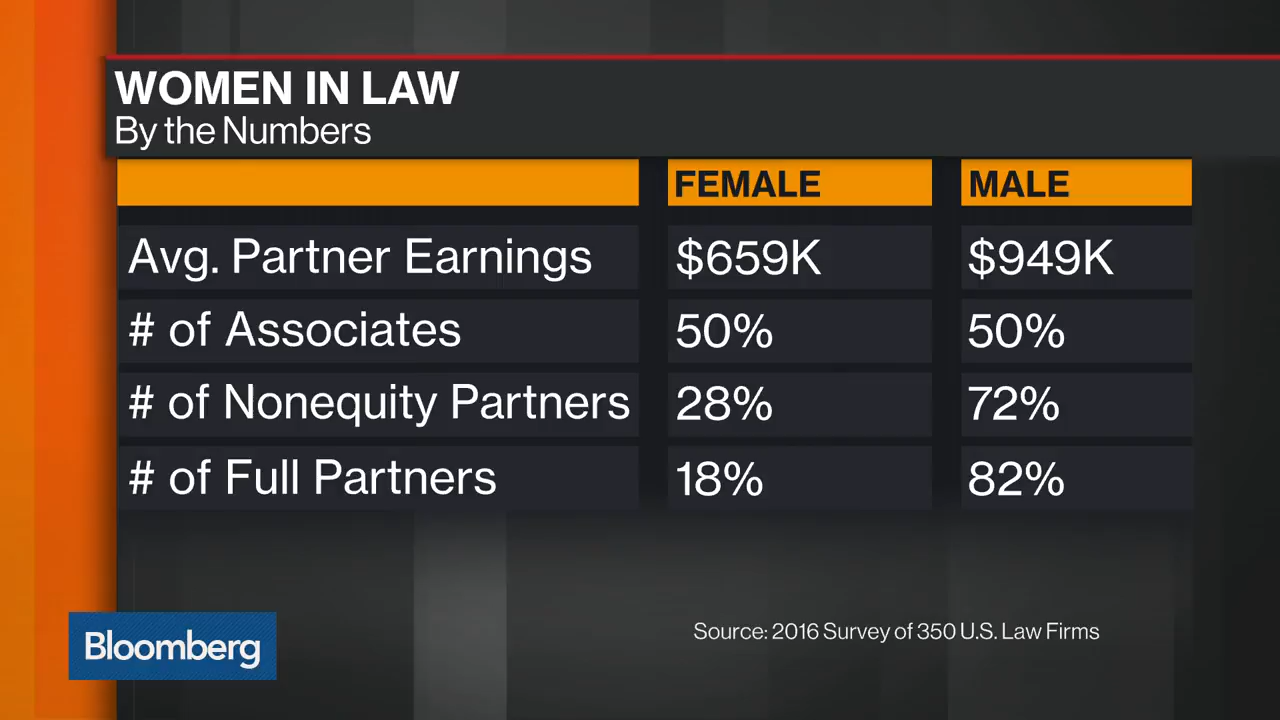 WOMEN IN LAW
By the Numbers
FEMALE MALE
Avg. Partner Earnings $659K $949K
# of Associates 50% 50%
# of Nonequity Partners 28% 72%
# of Full Partners 18% 82%
Source: 2016 Survey of 350 U.S. Law Firms
Bloomberg